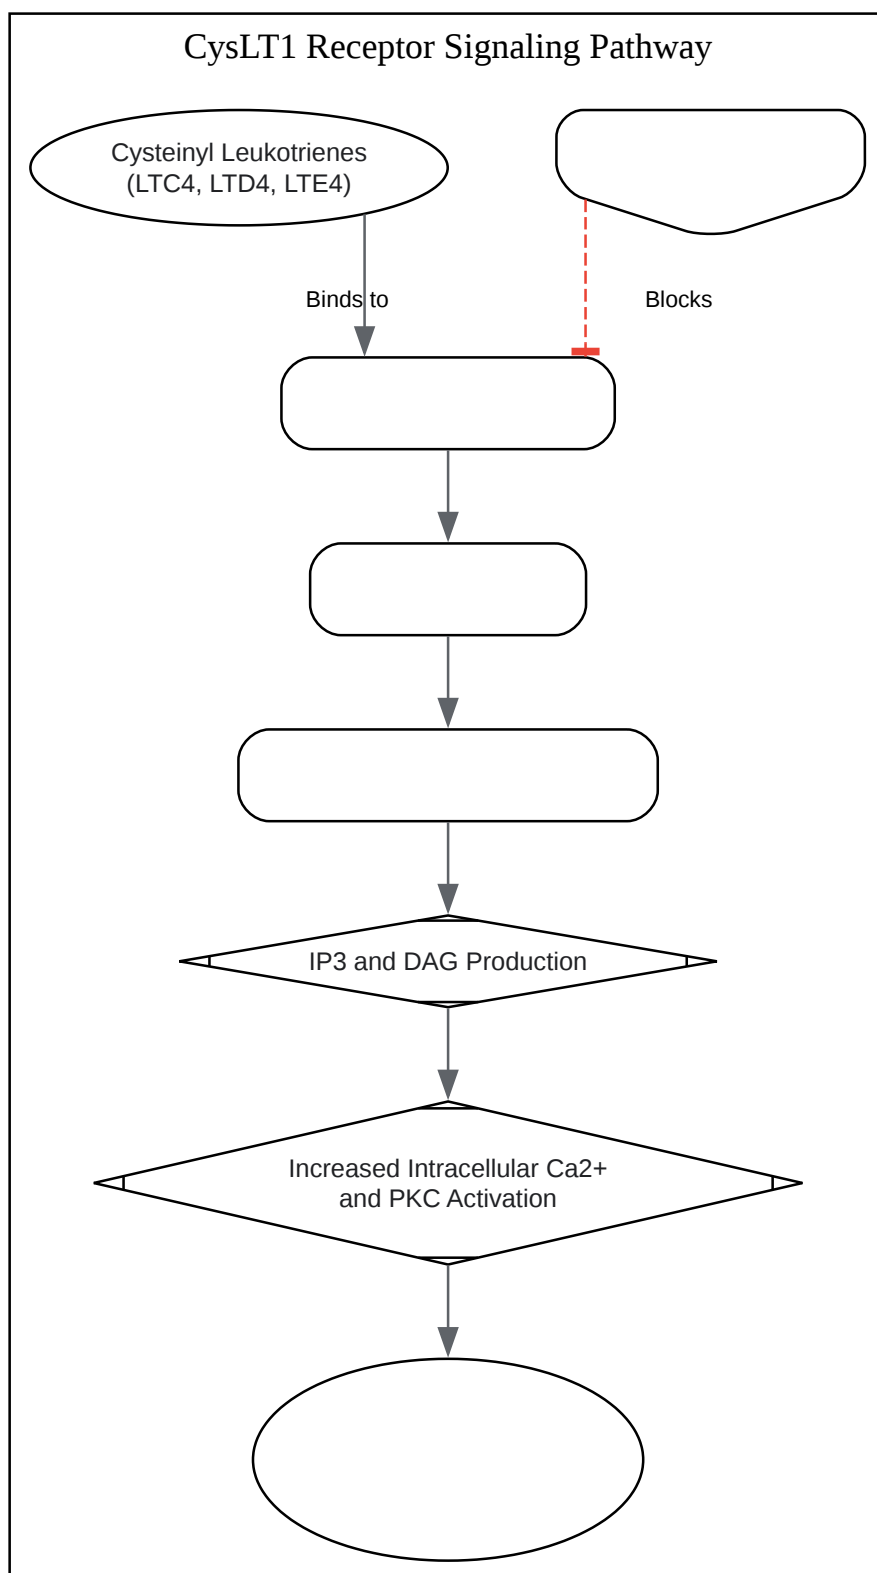 CysLT1 Receptor Signaling Pathway
Cysteinyl Leukotrienes
(LTC4, LTD4, LTE4)
Binds to
Blocks
IP3 and DAG Production
Increased Intracellular Ca2+
and PKC Activation